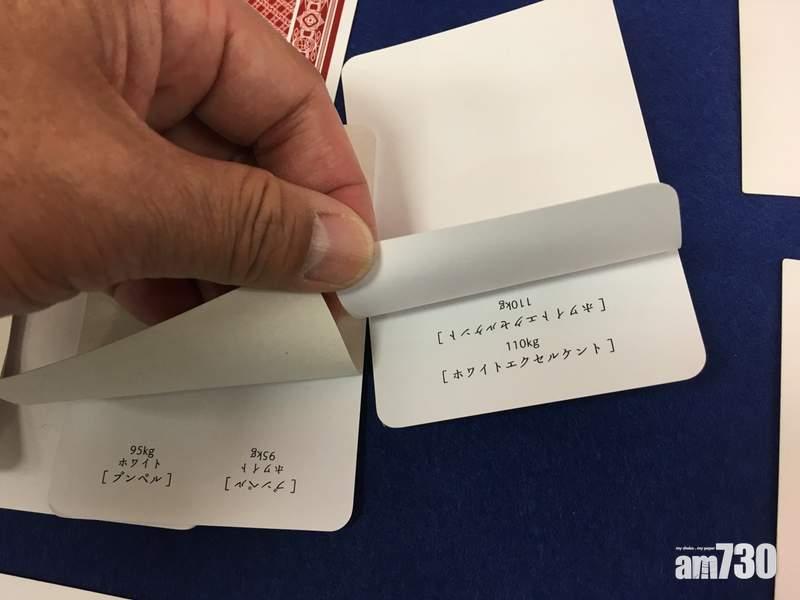 [ホワイトエクセルケント]
110kg
110kg
[ホワイトエクセルケント]
95kg
ホワイト
[ブンペル]
[ブンペル]
ホワイト
95kg
am730